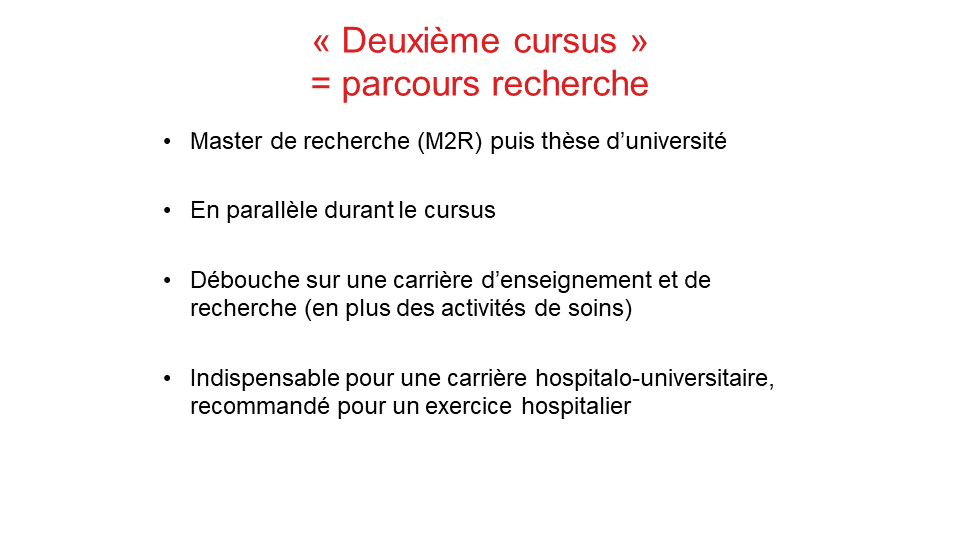 « Deuxième cursus »
= parcours recherche
• Master de recherche (M2R) puis thèse d’université
• En parallèle durant le cursus
• Débouche sur une carrière d’enseignement et de
recherche (en plus des activités de soins)
• Indispensable pour une carrière hospitalo-universitaire,
recommandé pour un exercice hospitalier